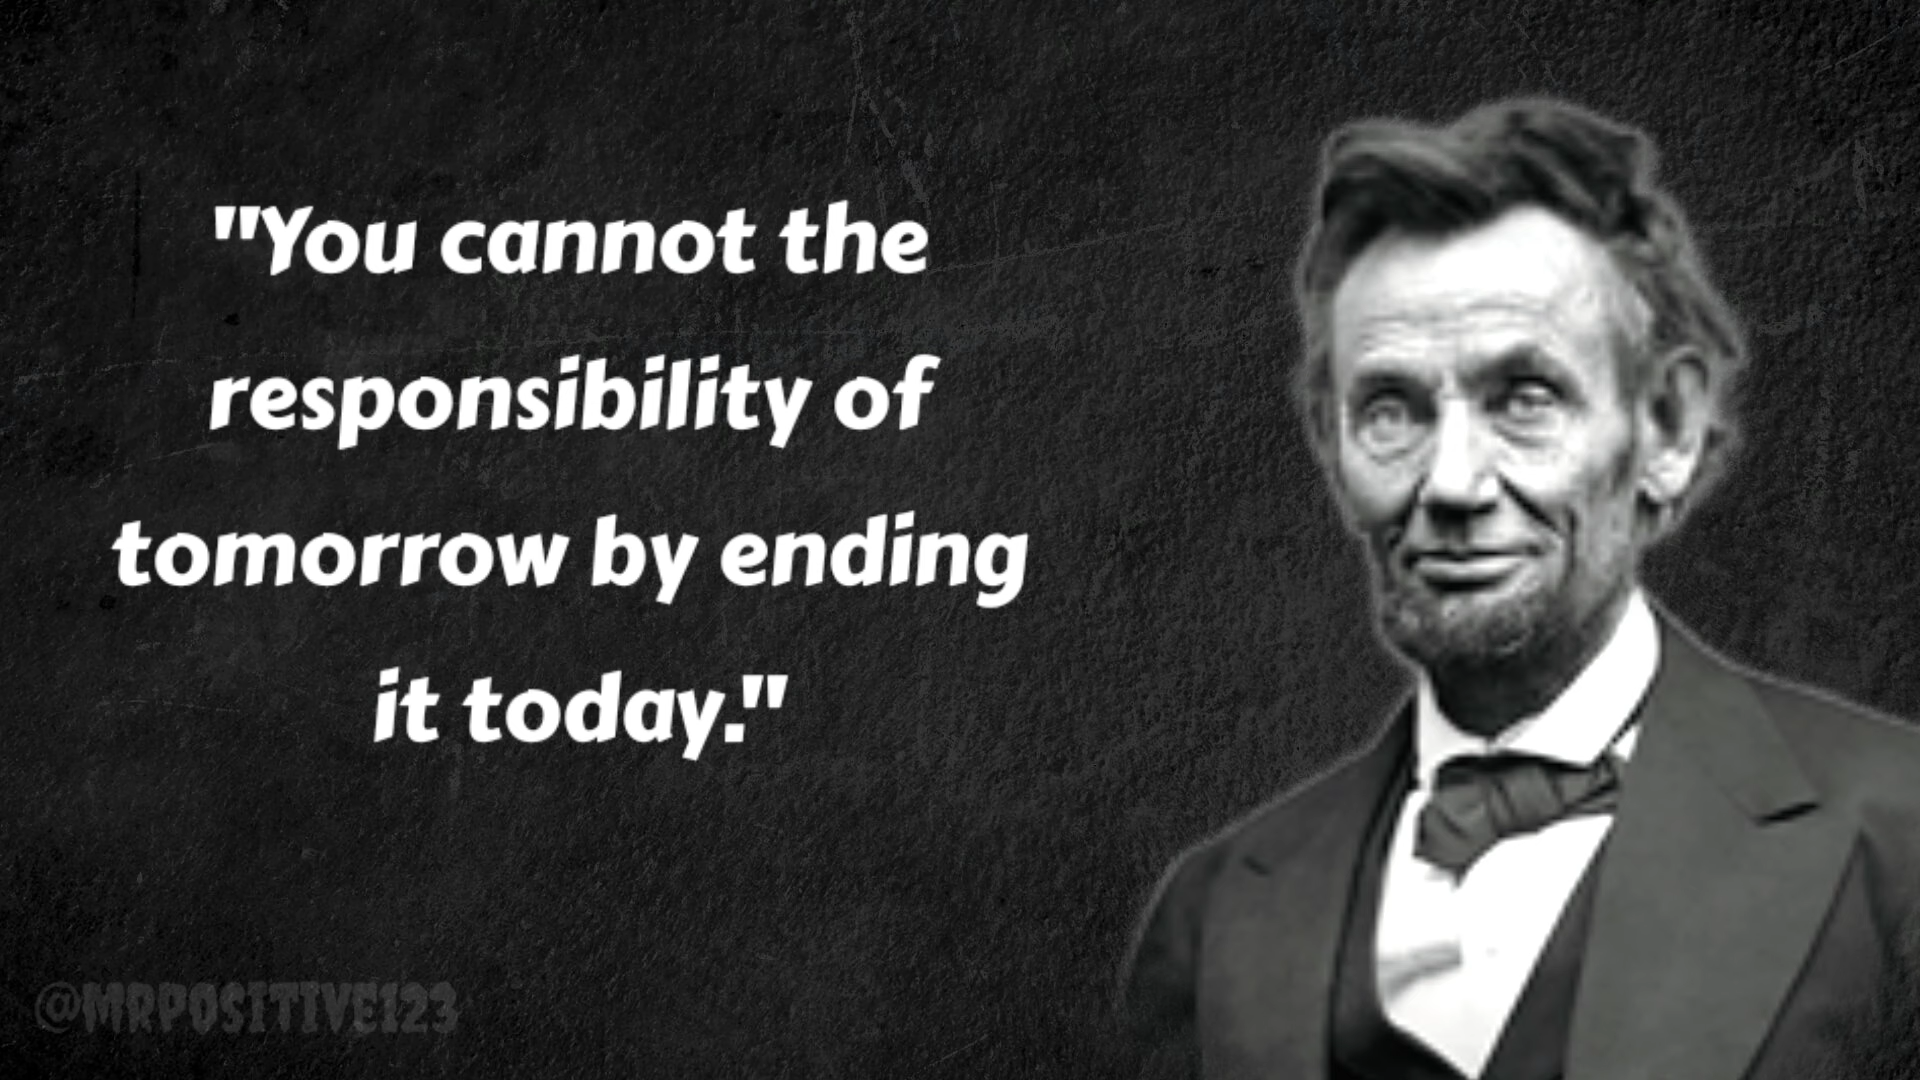 "You cannot the
responsibility of
tomorrow by ending
it today."
@MRPOSITIVE123